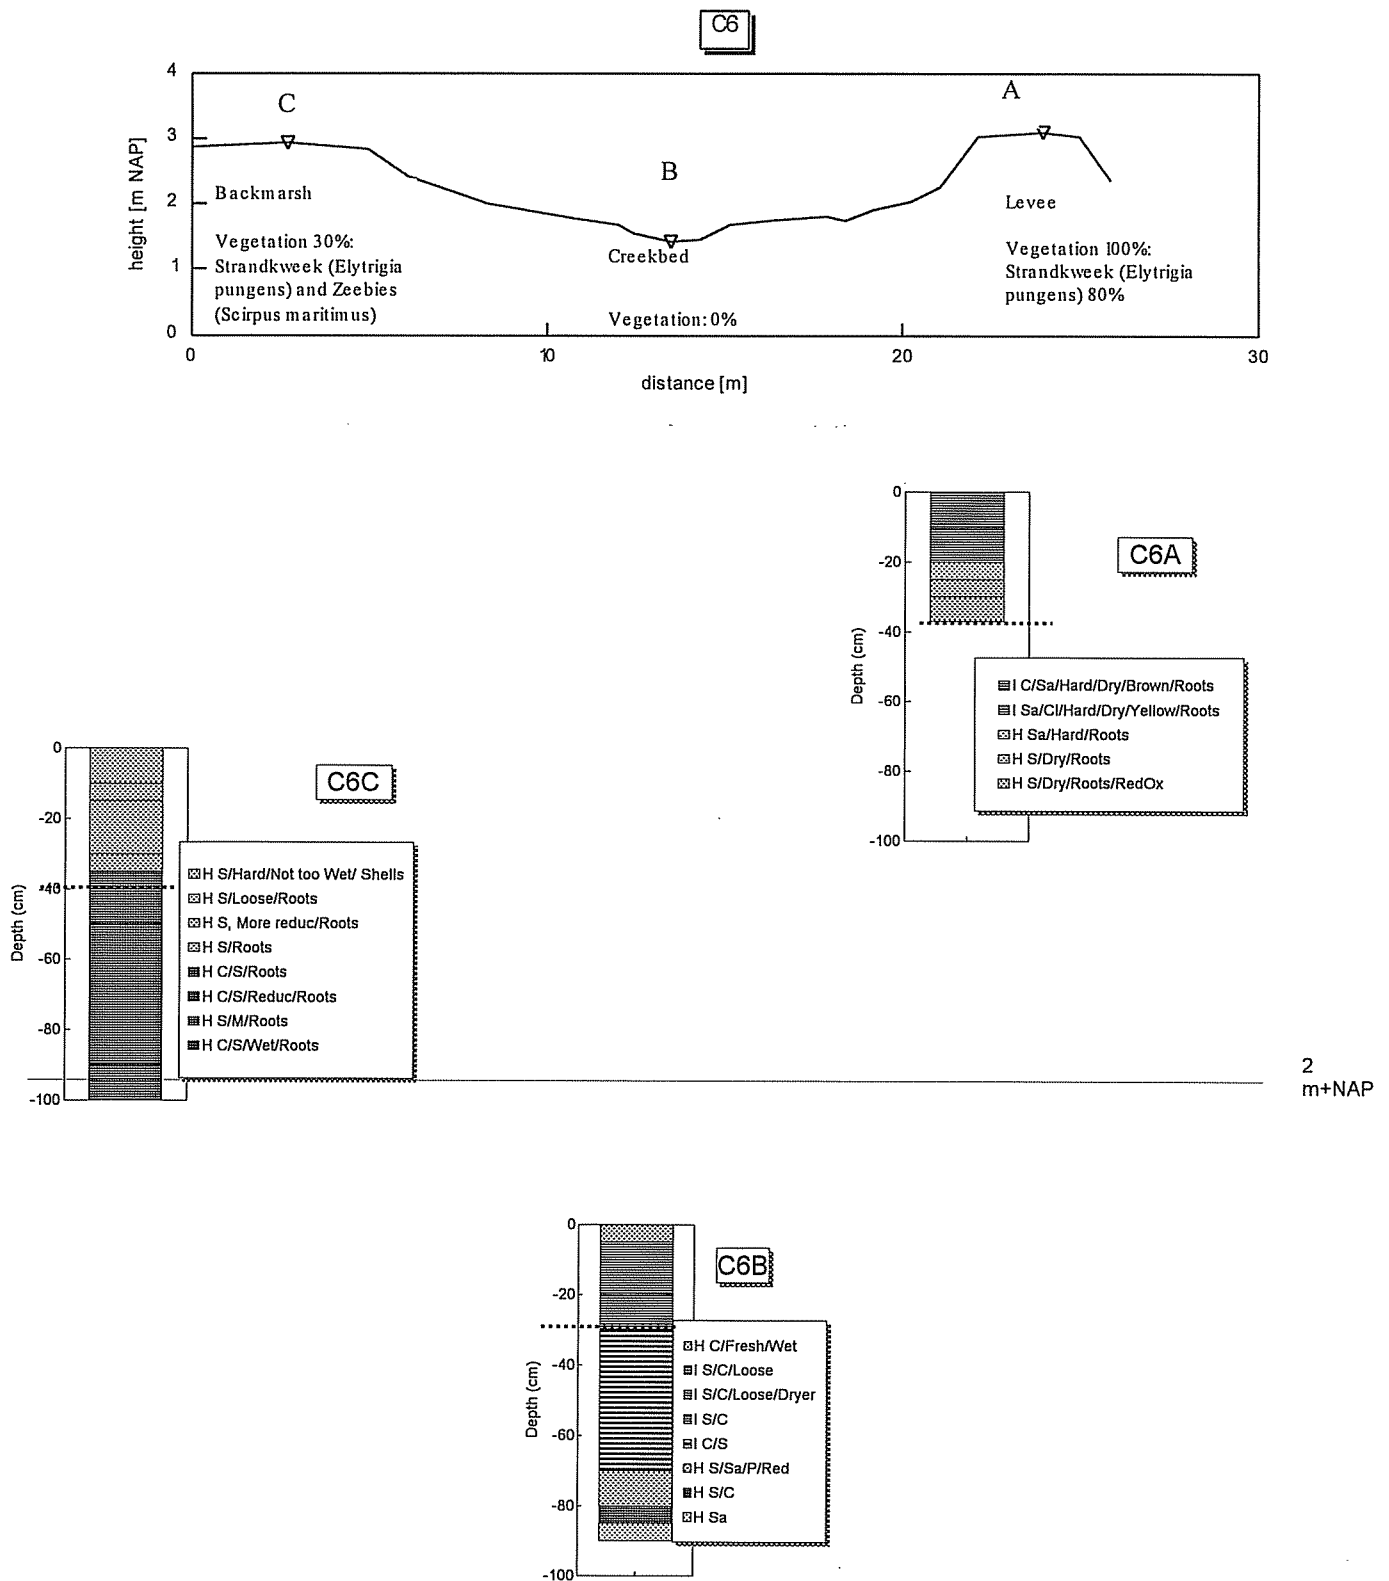 C6
4
3
2
1
0
height [m NAP]
C
B
A
Backmarsh
Vegetation 30%:
Strandkweek (Elytrigia
pungens) and Zeebies
(Scirpus maritimus)
Creekbed
Vegetation: 0%
Levee
Vegetation 100%:
Strandkweek (Elytrigia
pungens) 80%
0
10
20
30
distance [m]
0
-20
-40
-60
-80
-100
Depth (cm)
C6A
I C/Sa/Hard/Dry/Brown/Roots
I Sa/Cl/Hard/Dry/Yellow/Roots
H Sa/Hard/Roots
H S/Dry/Roots
H S/Dry/Roots/RedOx
0
-20
-40
-60
-80
-100
Depth (cm)
C6C
H S/Hard/Not too Wet/ Shells
H S/Loose/Roots
H S, More reduc/Roots
H S/Roots
H C/S/Roots
H C/S/Reduc/Roots
H S/M/Roots
H C/S/Wet/Roots
2
m+NAP
0
-20
-40
-60
-80
-100
Depth (cm)
C6B
H C/Fresh/Wet
I S/C/Loose
I S/C/Loose/Dryer
I S/C
I C/S
H S/Sa/P/Red
H S/C
H Sa